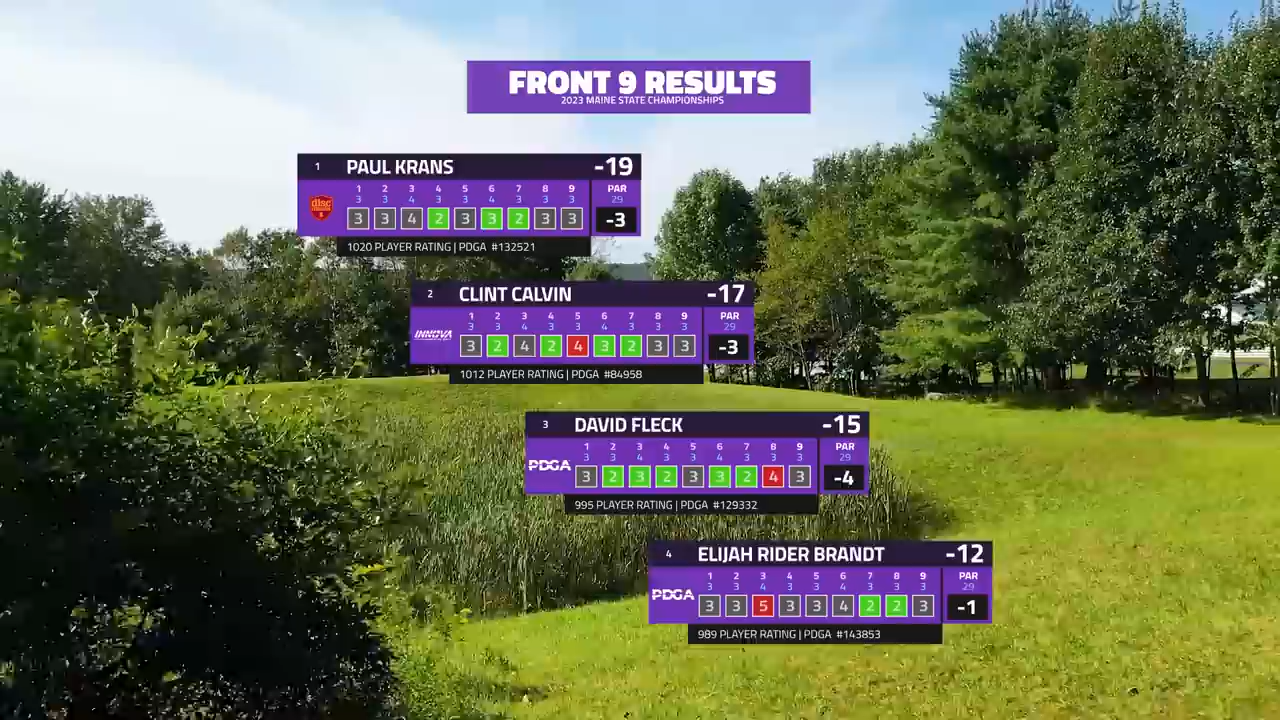 FRONT 9 RESULTS
2023 MAINE STATE CHAMPIONSHIPS
1 PAUL KRANS -19
1 2 3 4 5 6 7 8 9 PAR
3 3 4 3 3 4 3 3 3 29
disc
3 3 4 2 3 3 2 3 3 -3
1020 PLAYER RATING | PDGA #132521
2 CLINT CALVIN -17
1 2 3 4 5 6 7 8 9 PAR
3 3 4 3 3 4 3 3 3 29
INNOVA
3 2 4 2 4 3 2 3 3 -3
1012 PLAYER RATING | PDGA #84958
3 DAVID FLECK -15
1 2 3 4 5 6 7 8 9 PAR
3 3 4 3 3 4 3 3 3 29
PDGA
3 2 3 2 3 3 2 4 3 -4
995 PLAYER RATING | PDGA #129332
4 ELIJAH RIDER BRANDT -12
1 2 3 4 5 6 7 8 9 PAR
3 3 4 3 3 4 3 3 3 29
PDGA
3 3 5 3 3 4 2 2 3 -1
989 PLAYER RATING | PDGA #143853